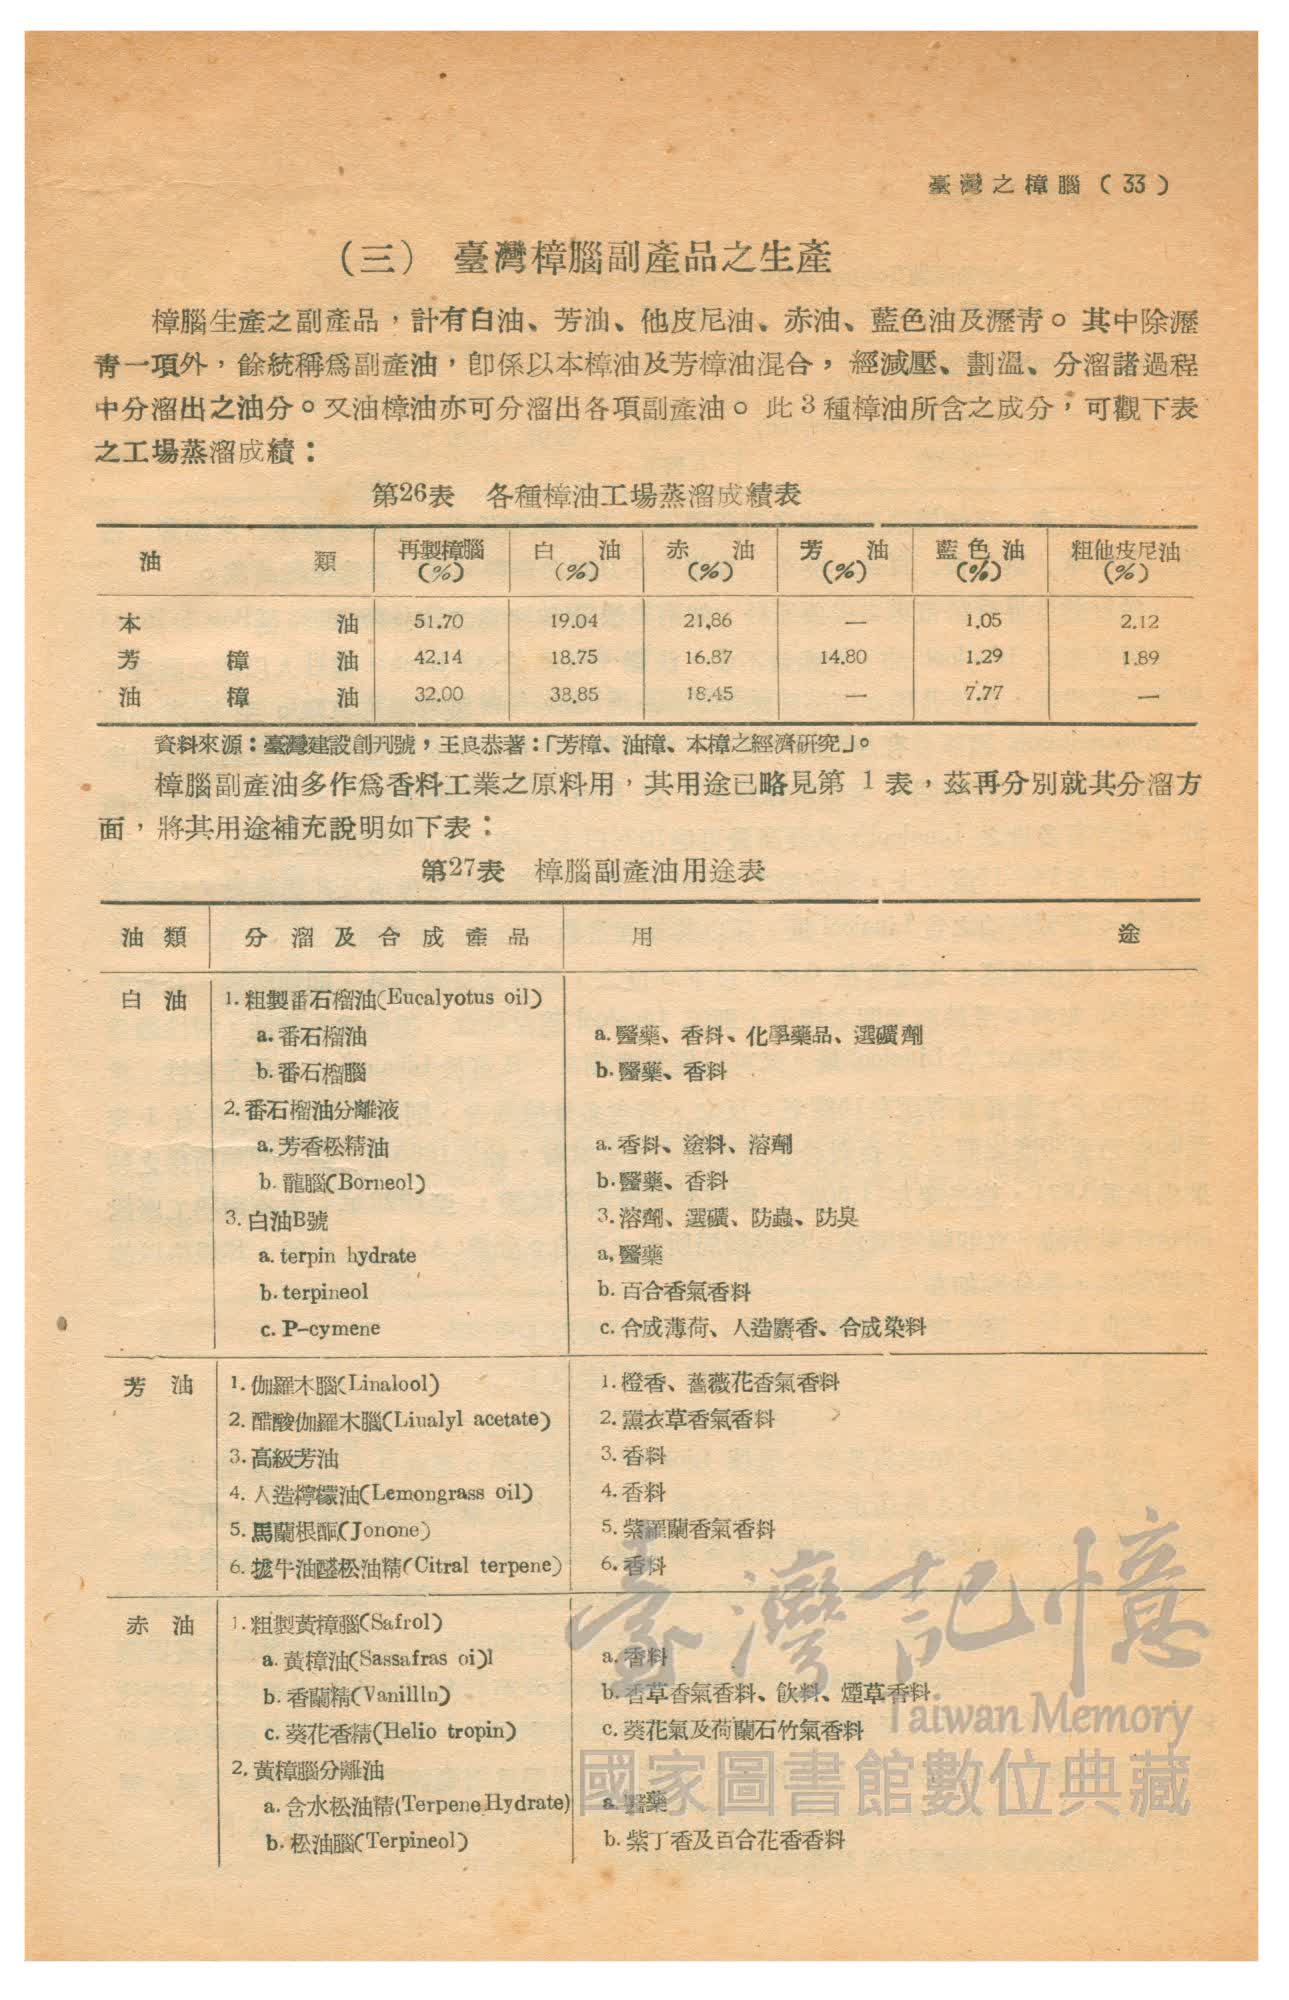 臺灣之樟腦(33)
(三) 臺灣樟腦副產品之生產
樟腦生產之副產品，計有白油、芳油、他皮尼油、赤油、藍色油及瀝青。其中除瀝
青一項外，餘統稱爲副產油，卽係以本樟油及芳樟油混合，經減壓、劃溫、分溜諸過程
中分溜出之油分。又油樟油亦可分溜出各項副產油。此3種樟油所含之成分，可觀下表
之工場蒸溜成績：
第26表 各種樟油工場蒸溜成績表
油類 再製樟腦(%) 白油(%) 赤油(%) 芳油(%) 藍色油(%) 粗他皮尼油(%)
本油 51.70 19.04 21.86 — 1.05 2.12
芳樟油 42.14 18.75 16.87 14.80 1.29 1.89
油樟油 32.00 38.85 18.45 — 7.77 —
資料來源：臺灣建設創刊號，王良恭著：「芳樟、油樟、本樟之經濟研究」。
樟腦副產油多作爲香料工業之原料用，其用途已略見第 1 表，茲再分別就其分溜方
面，將其用途補充說明如下表：
第27表 樟腦副產油用途表
油類 分溜及合成產品 用途
白油 1.粗製番石榴油(Eucalyotus oil)
a.番石榴油 a.醫藥、香料、化學藥品、選礦劑
b.番石榴腦 b.醫藥、香料
2.番石榴油分離液
a.芳香松精油 a.香料、塗料、溶劑
b.龍腦(Borneol) b.醫藥、香料
3.白油B號 3.溶劑、選礦、防蟲、防臭
a.terpin hydrate a.醫藥
b.terpineol b.百合香氣香料
c.P-cymene c.合成薄荷、人造麝香、合成染料
芳油 1.伽羅木腦(Linalool) 1.橙香、薔薇花香氣香料
2.醋酸伽羅木腦(Liualyl acetate) 2.薰衣草香氣香料
3.高級芳油 3.香料
4.人造檸檬油(Lemongrass oil) 4.香料
5.馬蘭根酮(Jonone) 5.紫羅蘭香氣香料
6.㧞牛油醛松油精(Citral terpene) 6.香料
赤油 1.粗製黃樟腦(Safrol)
a.黃樟油(Sassafras oi)l a.香料
b.香蘭精(Vanillln) b.香草香氣香料、飲料、煙草香料
c.葵花香精(Helio tropin) c.葵花氣及荷蘭石竹氣香料
2.黃樟腦分離油
a.含水松油精(Terpene Hydrate) a.醫藥
b.松油腦(Terpineol) b.紫丁香及百合花香香料
臺灣記憶
Taiwan Memory
國家圖書館數位典藏